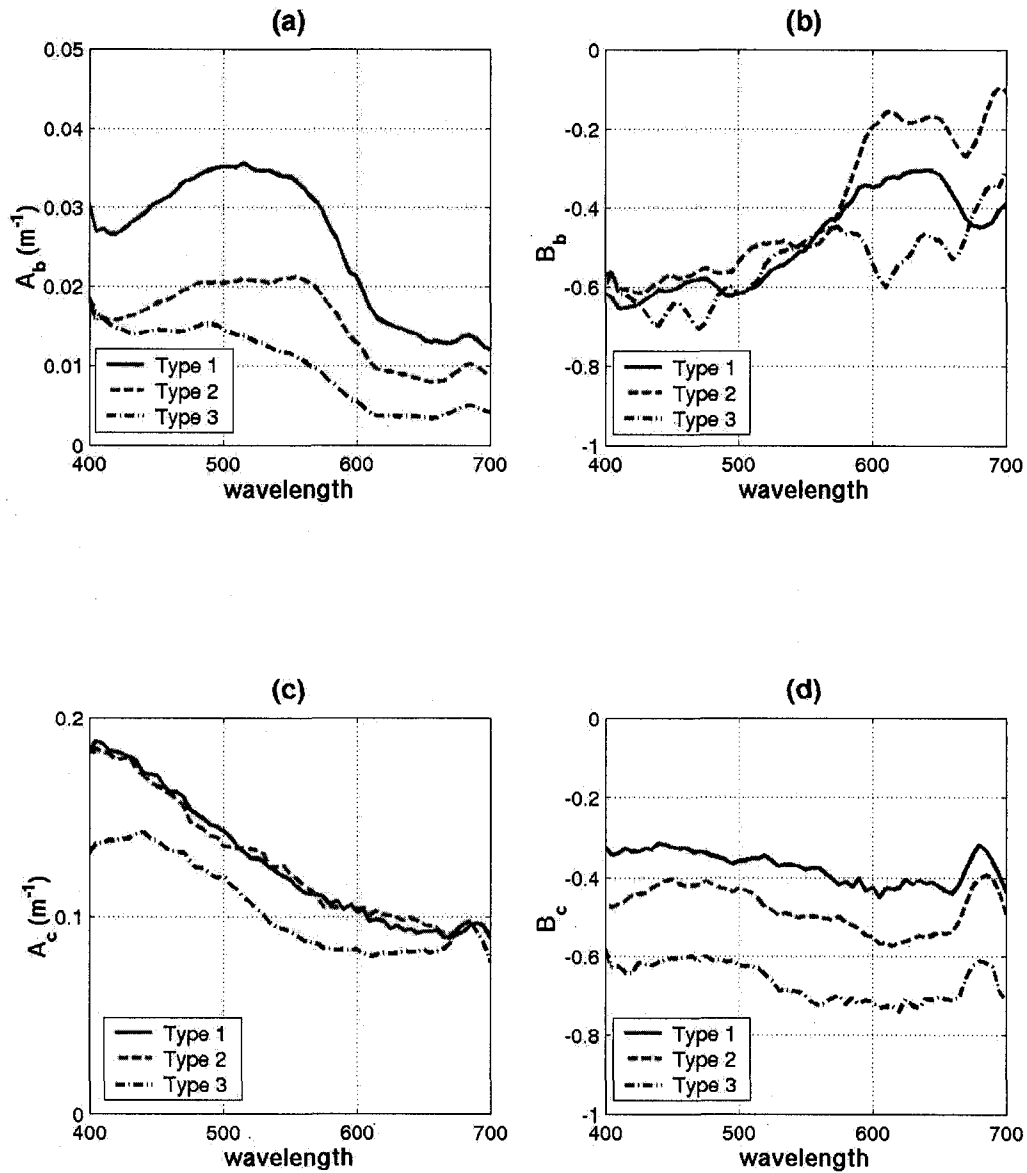 (a)
0.05
0.04
0.03
0.02
0.01
0
A_b (m^-1)
Type 1
Type 2
Type 3
400 500 600 700
wavelength
(b)
0
-0.2
-0.4
-0.6
-0.8
-1
B_b
Type 1
Type 2
Type 3
400 500 600 700
wavelength
(c)
0.2
0.1
0
A_c (m^-1)
Type 1
Type 2
Type 3
400 500 600 700
wavelength
(d)
0
-0.2
-0.4
-0.6
-0.8
-1
B_c
Type 1
Type 2
Type 3
400 500 600 700
wavelength